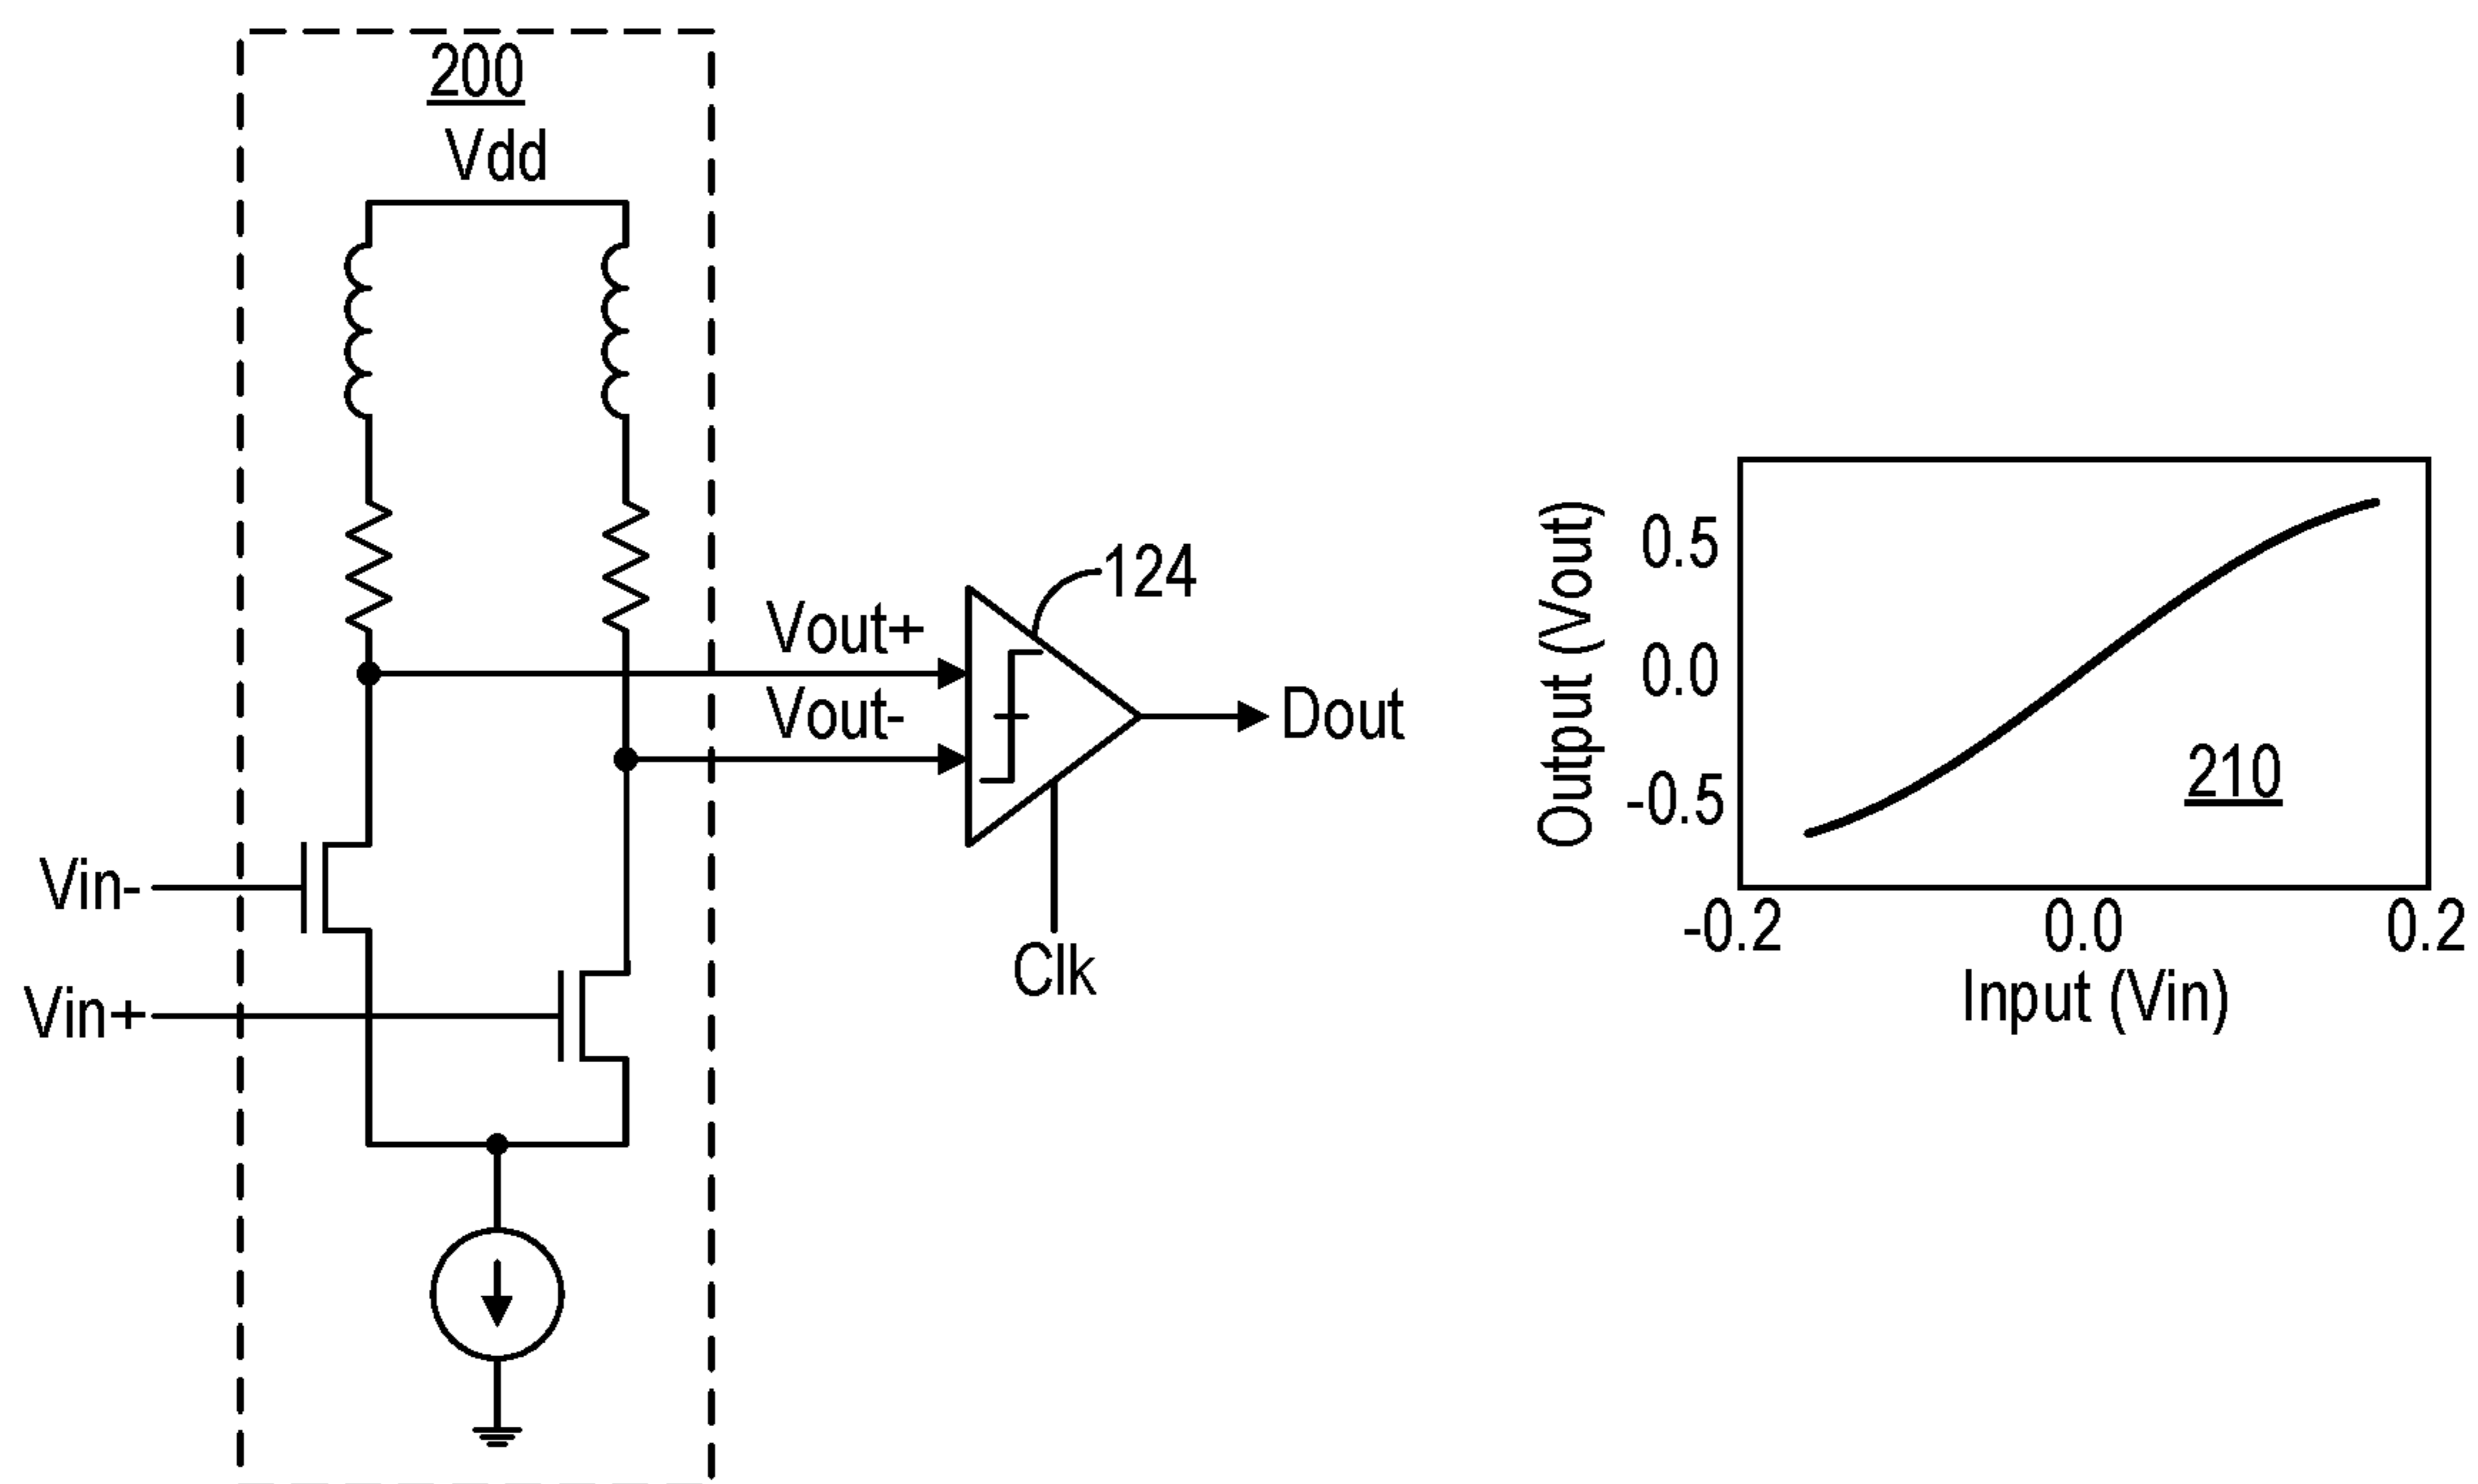 200
Vdd
Vout+
Vout-
124
Dout
Clk
Vin-
Vin+
Output (Vout)
0.5
0.0
-0.5
210
-0.2
0.0
0.2
Input (Vin)